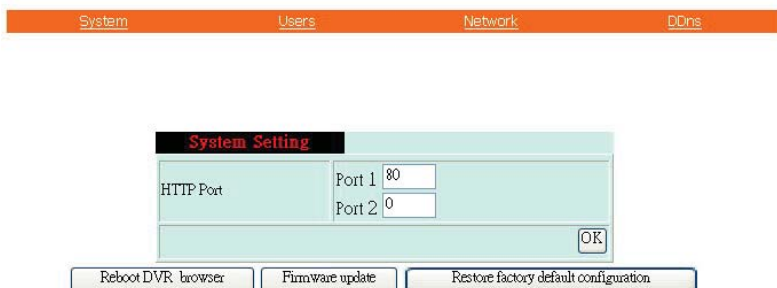 System Users Network DDns
System Setting
HTTP Port
Port 1 80
Port 2 0
OK
Reboot DVR browser Firmware update Restore factory default configuration